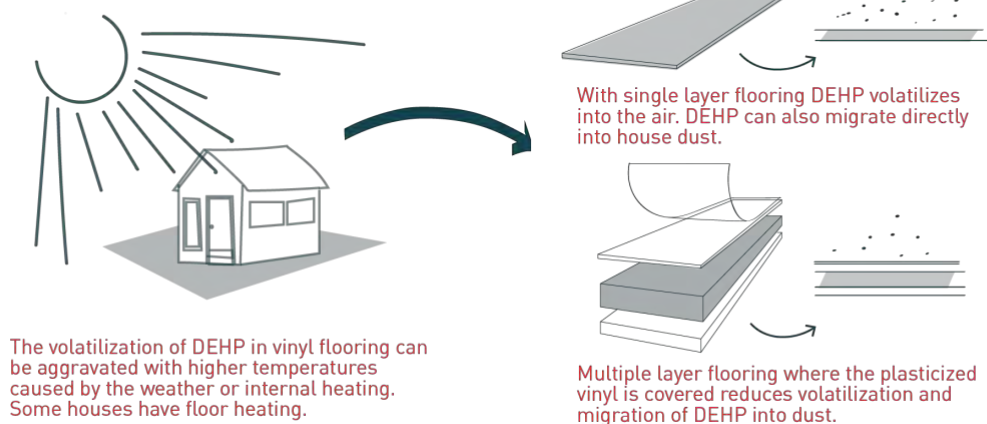 With single layer flooring DEHP volatilizes
into the air. DEHP can also migrate directly
into house dust.
The volatilization of DEHP in vinyl flooring can
be aggravated with higher temperatures
caused by the weather or internal heating.
Some houses have floor heating.
Multiple layer flooring where the plasticized
vinyl is covered reduces volatilization and
migration of DEHP into dust.